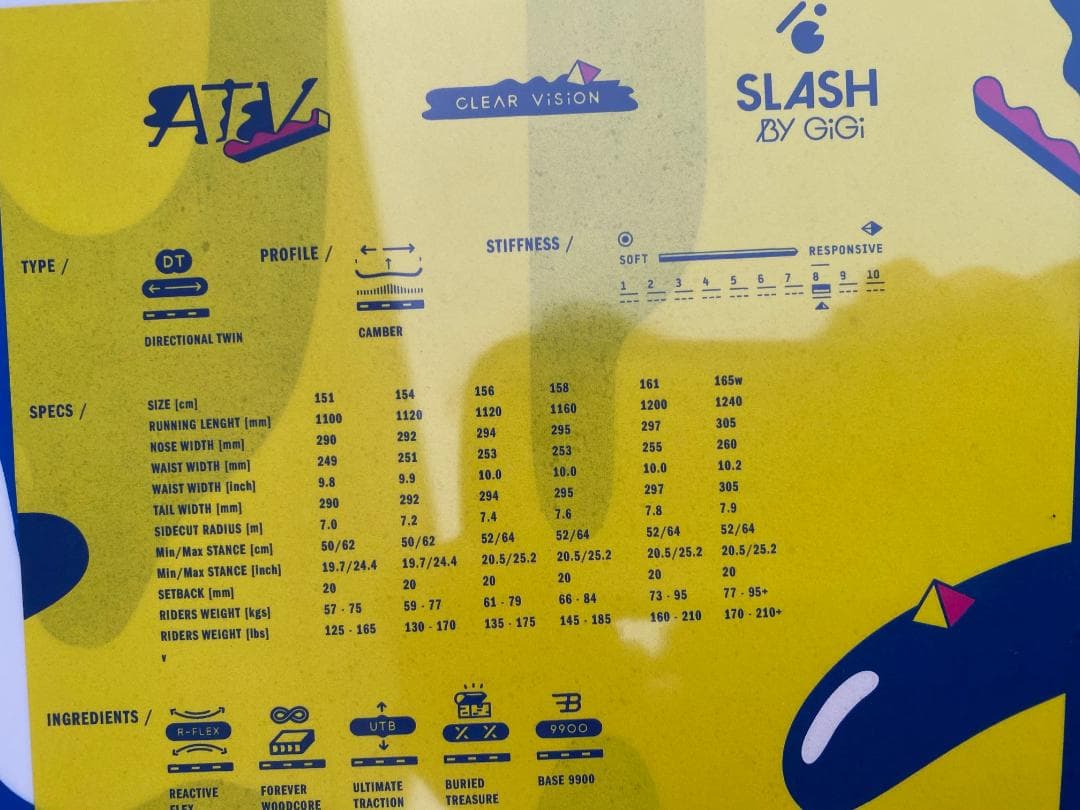 ATV
CLEAR ViSiON
SLASH
BY GiGi
TYPE /
DT
DIRECTIONAL TWIN
PROFILE /
CAMBER
STIFFNESS /
SOFT RESPONSIVE
1 2 3 4 5 6 7 8 9 10
SPECS /
SIZE [cm] 151 154 156 158 161 165w
RUNNING LENGHT [mm] 1100 1120 1120 1160 1200 1240
NOSE WIDTH [mm] 290 292 294 295 297 305
WAIST WIDTH [mm] 249 251 253 253 255 260
WAIST WIDTH [inch] 9.8 9.9 10.0 10.0 10.0 10.2
TAIL WIDTH [mm] 290 292 294 295 297 305
SIDECUT RADIUS [m] 7.0 7.2 7.4 7.6 7.8 7.9
Min/Max STANCE [cm] 50/62 50/62 52/64 52/64 52/64 52/64
Min/Max STANCE [inch] 19.7/24.4 19.7/24.4 20.5/25.2 20.5/25.2 20.5/25.2 20.5/25.2
SETBACK [mm] 20 20 20 20 20 20
RIDERS WEIGHT [kgs] 57 - 75 59 - 77 61 - 79 66 - 84 73 - 95 77 - 95+
RIDERS WEIGHT [lbs] 125 - 165 130 - 170 135 - 175 145 - 185 160 - 210 170 - 210+
v
INGREDIENTS /
R-FLEX
REACTIVE
FLEX
FOREVER
WOODCORE
UTB
ULTIMATE
TRACTION
BURIED
TREASURE
9900
BASE 9900